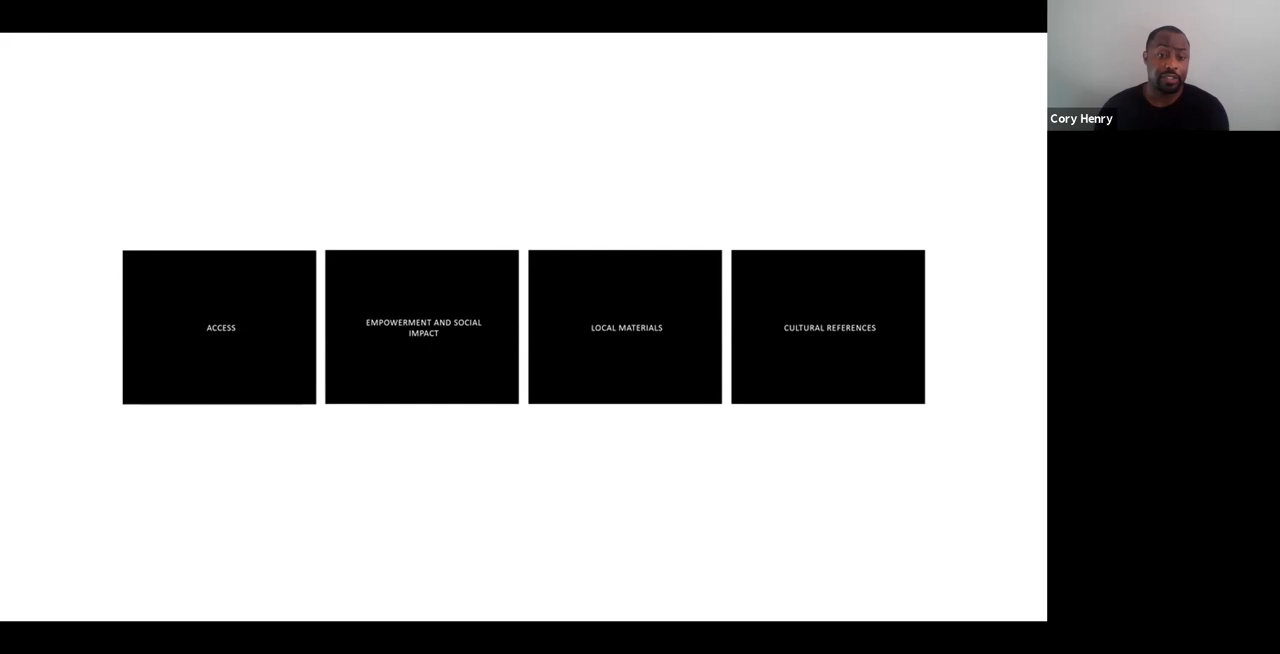 Cory Henry
ACCESS
EMPOWERMENT AND SOCIAL
IMPACT
LOCAL MATERIALS
CULTURAL REFERENCES